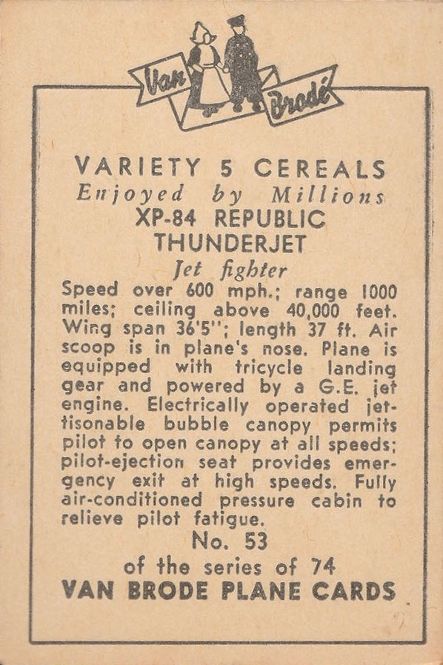 Van Brodé
VARIETY 5 CEREALS
Enjoyed by Millions
XP-84 REPUBLIC
THUNDERJET
Jet fighter
Speed over 600 mph.; range 1000
miles; ceiling above 40,000 feet.
Wing span 36'5"; length 37 ft. Air
scoop is in plane's nose. Plane is
equipped with tricycle landing
gear and powered by a G.E. jet
engine. Electrically operated jet-
tisonable bubble canopy permits
pilot to open canopy at all speeds;
pilot-ejection seat provides emer-
gency exit at high speeds. Fully
air-conditioned pressure cabin to
relieve pilot fatigue.
No. 53
of the series of 74
VAN BRODE PLANE CARDS